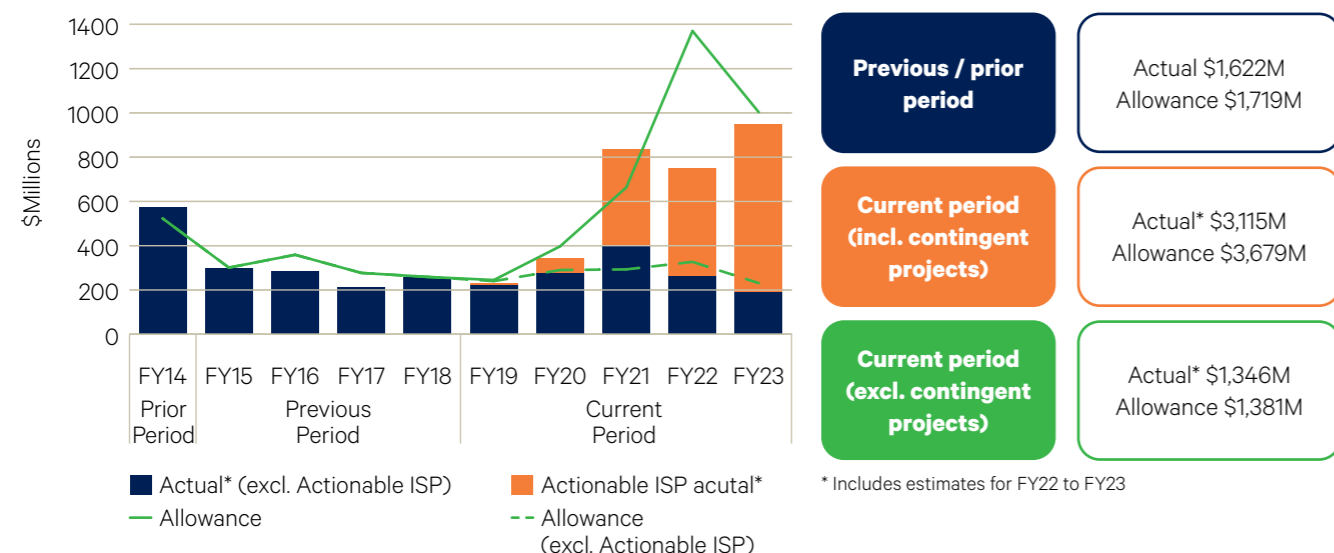 $Millions
1400
1200
1000
800
600
400
200
0
FY14 FY15 FY16 FY17 FY18 FY19 FY20 FY21 FY22 FY23
Prior
Period
Previous
Period
Current
Period
Actual* (excl. Actionable ISP)
Actionable ISP acutal*
Allowance
Allowance
(excl. Actionable ISP)
Previous / prior
period
Actual $1,622M
Allowance $1,719M
Current period
(incl. contingent
projects)
Actual* $3,115M
Allowance $3,679M
Current period
(excl. contingent
projects)
Actual* $1,346M
Allowance $1,381M
* Includes estimates for FY22 to FY23